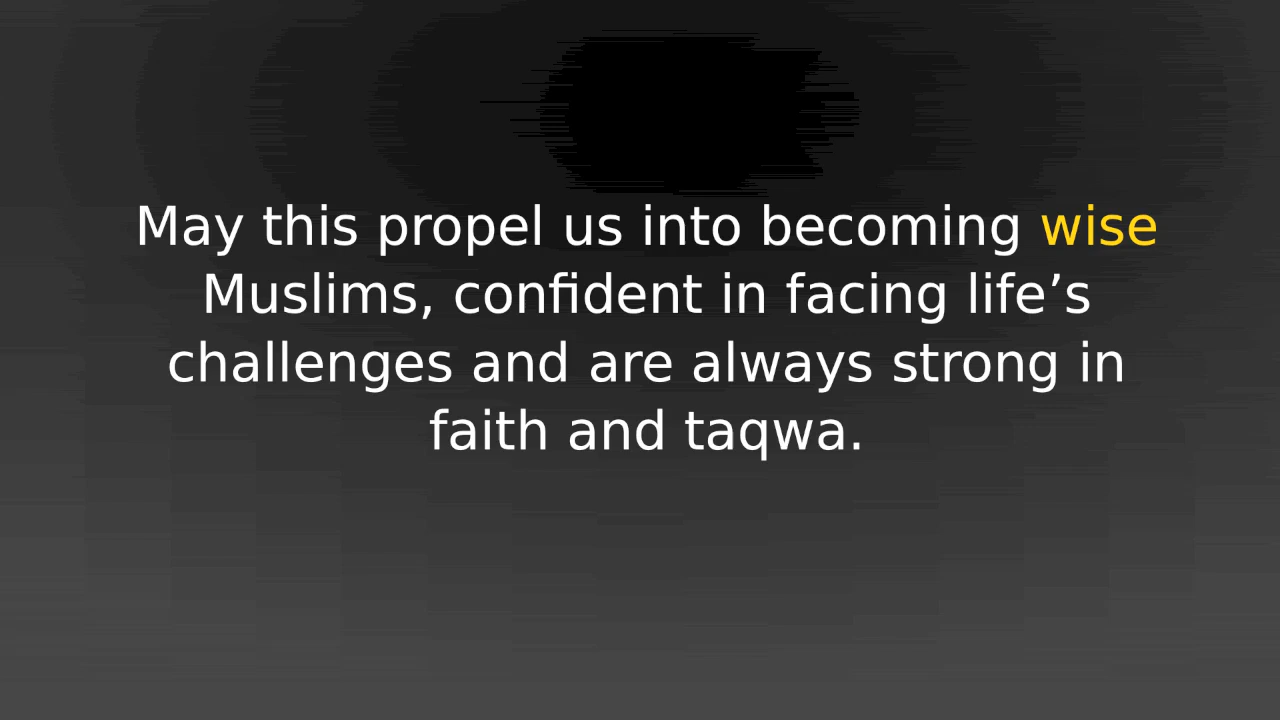 May this propel us into becoming wise
Muslims, confident in facing life’s
challenges and are always strong in
faith and taqwa.